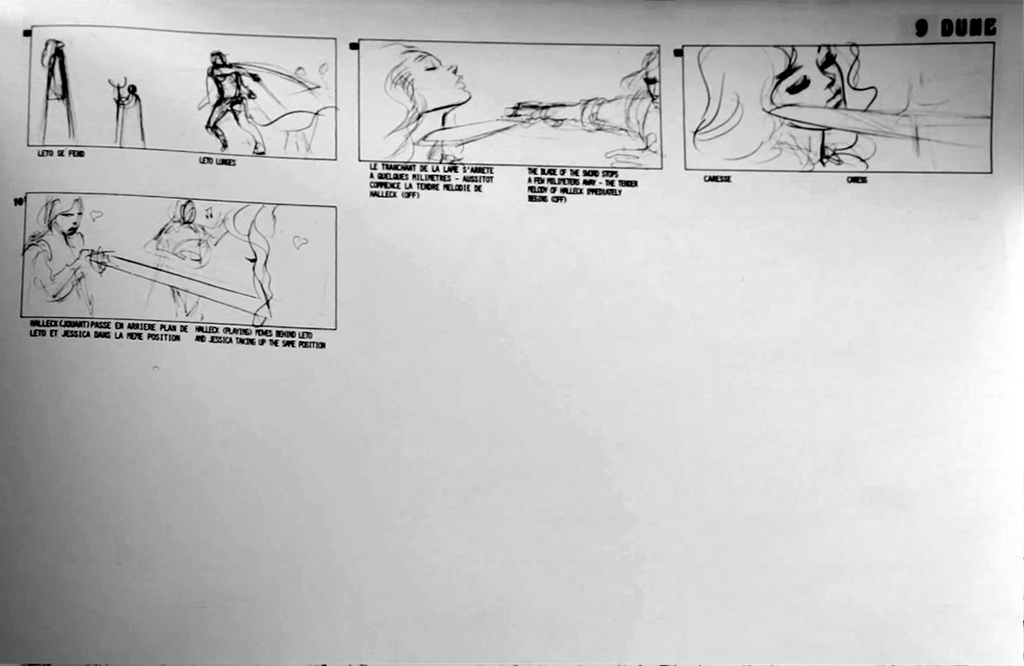 9 DUNE
LETO SE FEND
LETO LUNGES
LE TRANCHANT DE LA LAME S'ARRETE
A QUELQUES MILIMETRES - AUSSITOT
COMMENCE LA TENDRE MELODIE DE
HALLECK (OFF)
THE BLADE OF THE SWORD STOPS
A FEW MILIMETERS AWAY - THE TENDER
MELODY OF HALLECK IMMEDIATELY
BEGINS (OFF)
CARESSE
CARESS
10
HALLECK (JOUANT) PASSE EN ARRIERE PLAN DE
LETO ET JESSICA DANS LA MEME POSITION
HALLECK (PLAYING) MOVES BEHIND LETO
AND JESSICA TAKING UP THE SAME POSITION